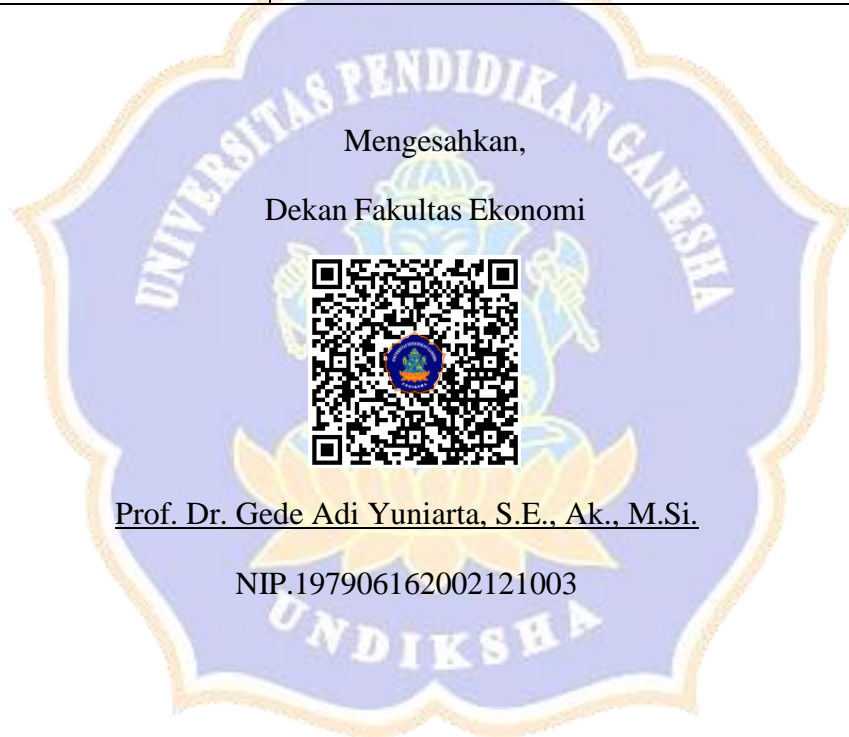 UNIVERSITAS PENDIDIKAN GANESHA
Mengesahkan,
Dekan Fakultas Ekonomi
Prof. Dr. Gede Adi Yuniarta, S.E., Ak., M.Si.
NIP.197906162002121003
UNDIKSHA